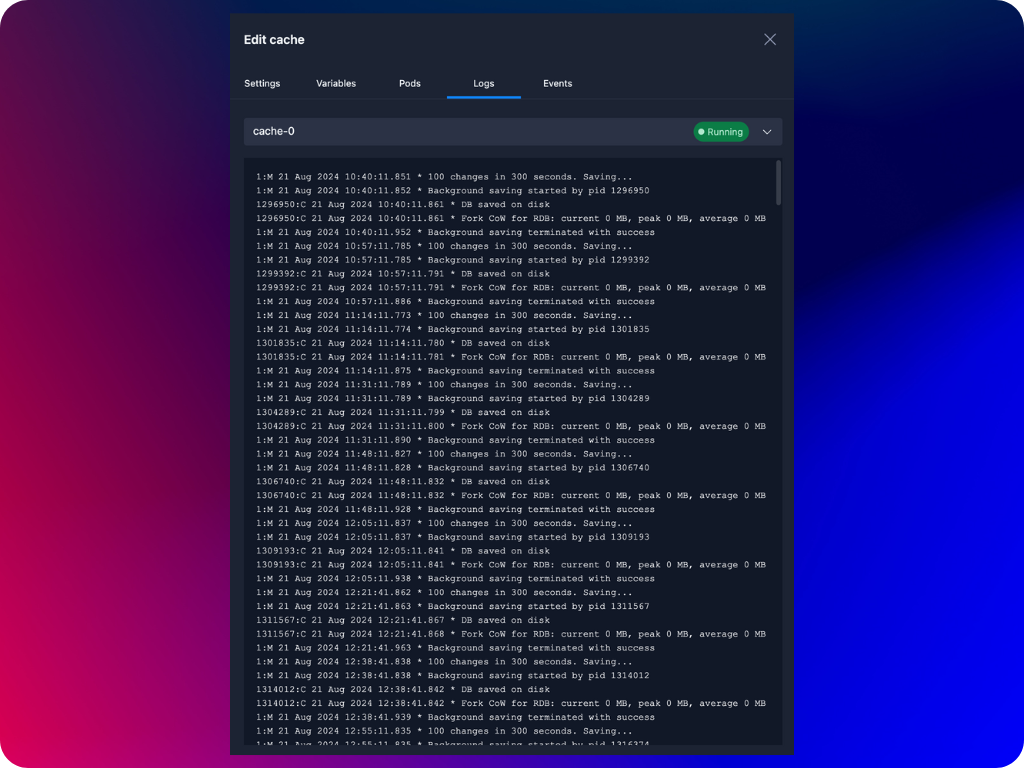 Edit cache
Settings Variables Pods Logs Events
cache-0 Running
1:M 21 Aug 2024 10:40:11.851 * 100 changes in 300 seconds. Saving...
1:M 21 Aug 2024 10:40:11.852 * Background saving started by pid 1296950
1296950:C 21 Aug 2024 10:40:11.861 * DB saved on disk
1296950:C 21 Aug 2024 10:40:11.861 * Fork CoW for RDB: current 0 MB, peak 0 MB, average 0 MB
1:M 21 Aug 2024 10:40:11.952 * Background saving terminated with success
1:M 21 Aug 2024 10:57:11.785 * 100 changes in 300 seconds. Saving...
1:M 21 Aug 2024 10:57:11.785 * Background saving started by pid 1299392
1299392:C 21 Aug 2024 10:57:11.791 * DB saved on disk
1299392:C 21 Aug 2024 10:57:11.791 * Fork CoW for RDB: current 0 MB, peak 0 MB, average 0 MB
1:M 21 Aug 2024 10:57:11.886 * Background saving terminated with success
1:M 21 Aug 2024 11:14:11.773 * 100 changes in 300 seconds. Saving...
1:M 21 Aug 2024 11:14:11.774 * Background saving started by pid 1301835
1301835:C 21 Aug 2024 11:14:11.780 * DB saved on disk
1301835:C 21 Aug 2024 11:14:11.781 * Fork CoW for RDB: current 0 MB, peak 0 MB, average 0 MB
1:M 21 Aug 2024 11:14:11.875 * Background saving terminated with success
1:M 21 Aug 2024 11:31:11.789 * 100 changes in 300 seconds. Saving...
1:M 21 Aug 2024 11:31:11.789 * Background saving started by pid 1304289
1304289:C 21 Aug 2024 11:31:11.799 * DB saved on disk
1304289:C 21 Aug 2024 11:31:11.800 * Fork CoW for RDB: current 0 MB, peak 0 MB, average 0 MB
1:M 21 Aug 2024 11:31:11.890 * Background saving terminated with success
1:M 21 Aug 2024 11:48:11.827 * 100 changes in 300 seconds. Saving...
1:M 21 Aug 2024 11:48:11.828 * Background saving started by pid 1306740
1306740:C 21 Aug 2024 11:48:11.832 * DB saved on disk
1306740:C 21 Aug 2024 11:48:11.832 * Fork CoW for RDB: current 0 MB, peak 0 MB, average 0 MB
1:M 21 Aug 2024 11:48:11.928 * Background saving terminated with success
1:M 21 Aug 2024 12:05:11.837 * 100 changes in 300 seconds. Saving...
1:M 21 Aug 2024 12:05:11.837 * Background saving started by pid 1309193
1309193:C 21 Aug 2024 12:05:11.841 * DB saved on disk
1309193:C 21 Aug 2024 12:05:11.841 * Fork CoW for RDB: current 0 MB, peak 0 MB, average 0 MB
1:M 21 Aug 2024 12:05:11.938 * Background saving terminated with success
1:M 21 Aug 2024 12:21:41.862 * 100 changes in 300 seconds. Saving...
1:M 21 Aug 2024 12:21:41.863 * Background saving started by pid 1311567
1311567:C 21 Aug 2024 12:21:41.867 * DB saved on disk
1311567:C 21 Aug 2024 12:21:41.868 * Fork CoW for RDB: current 0 MB, peak 0 MB, average 0 MB
1:M 21 Aug 2024 12:21:41.963 * Background saving terminated with success
1:M 21 Aug 2024 12:38:41.838 * 100 changes in 300 seconds. Saving...
1:M 21 Aug 2024 12:38:41.838 * Background saving started by pid 1314012
1314012:C 21 Aug 2024 12:38:41.842 * DB saved on disk
1314012:C 21 Aug 2024 12:38:41.842 * Fork CoW for RDB: current 0 MB, peak 0 MB, average 0 MB
1:M 21 Aug 2024 12:38:41.939 * Background saving terminated with success
1:M 21 Aug 2024 12:55:11.835 * 100 changes in 300 seconds. Saving...
1:M 21 Aug 2024 12:55:11.835 * Background saving started by pid 1316374